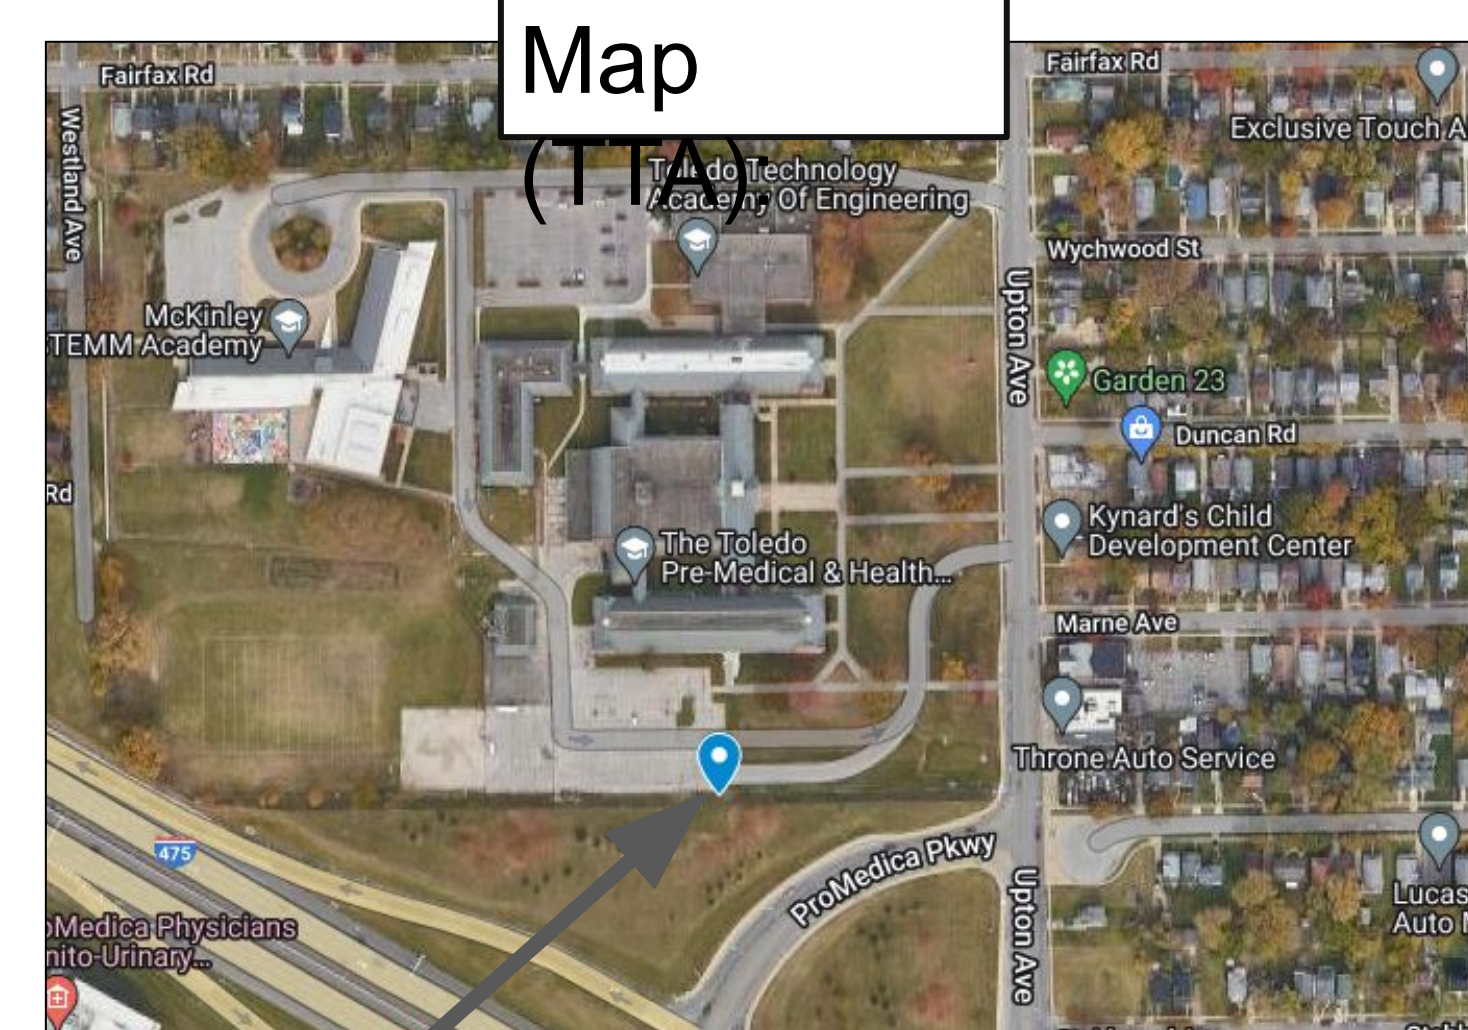 Map
(TTA):
Fairfax Rd
Fairfax Rd
Exclusive Touch A
Westland Ave
Toledo Technology
Academy Of Engineering
Wychwood St
Upton Ave
McKinley
STEMM Academy
Garden 23
Duncan Rd
Rd
Kynard's Child
Development Center
The Toledo
Pre-Medical & Health...
Marne Ave
Throne Auto Service
475
ProMedica Pkwy
Upton Ave
Lucas
Auto
oMedica Physicians
nito-Urinary...